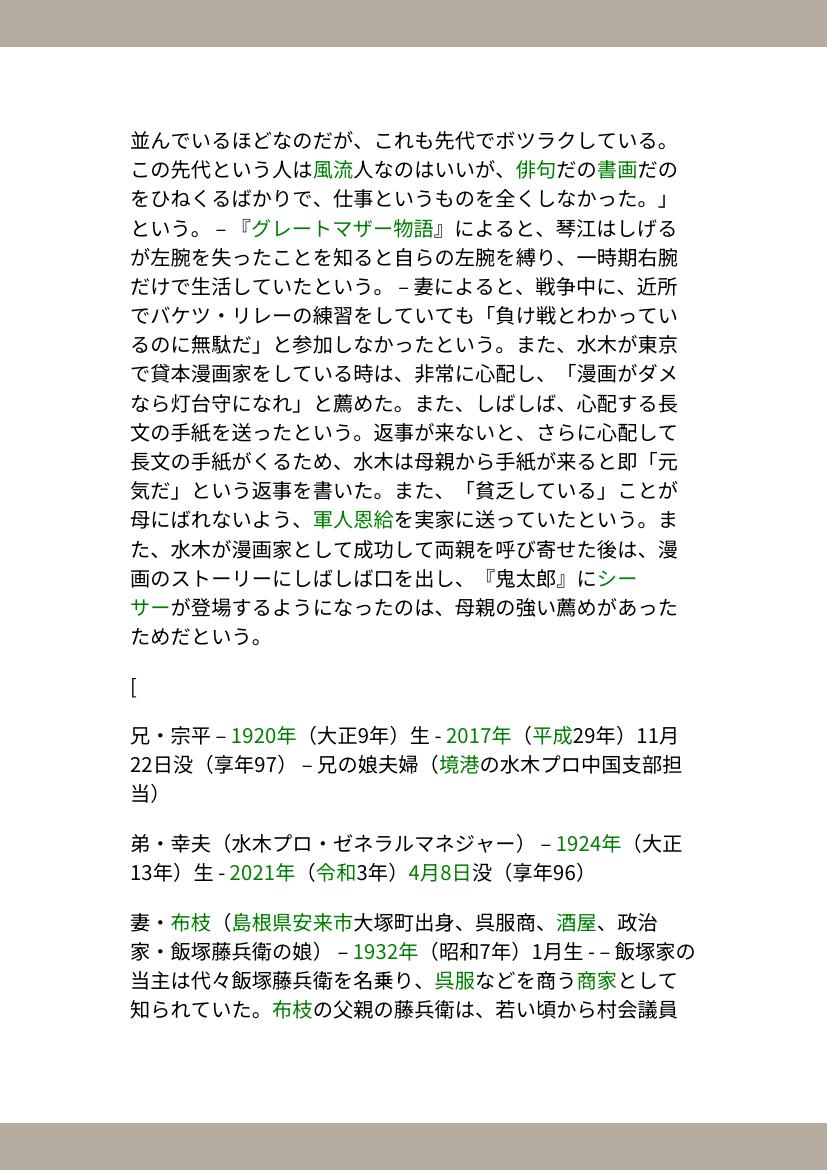 並んでいるほどなのだが、これも先代でボツラクしている。
この先代という人は風流人なのはいいが、俳句だの書画だの
をひねくるばかりで、仕事というものを全くしなかった。」
という。 – 『グレートマザー物語』によると、琴江はしげる
が左腕を失ったことを知ると自らの左腕を縛り、一時期右腕
だけで生活していたという。 – 妻によると、戦争中に、近所
でバケツ・リレーの練習をしていても「負け戦とわかってい
るのに無駄だ」と参加しなかったという。また、水木が東京
で貸本漫画家をしている時は、非常に心配し、「漫画がダメ
なら灯台守になれ」と薦めた。また、しばしば、心配する長
文の手紙を送ったという。返事が来ないと、さらに心配して
長文の手紙がくるため、水木は母親から手紙が来ると即「元
気だ」という返事を書いた。また、「貧乏している」ことが
母にばれないよう、軍人恩給を実家に送っていたという。ま
た、水木が漫画家として成功して両親を呼び寄せた後は、漫
画のストーリーにしばしば口を出し、『鬼太郎』にシー
サーが登場するようになったのは、母親の強い薦めがあった
ためだという。
[
兄・宗平 – 1920年（大正9年）生 - 2017年（平成29年）11月
22日没（享年97） – 兄の娘夫婦（境港の水木プロ中国支部担
当）
弟・幸夫（水木プロ・ゼネラルマネジャー） – 1924年（大正
13年）生 - 2021年（令和3年）4月8日没（享年96）
妻・布枝（島根県安来市大塚町出身、呉服商、酒屋、政治
家・飯塚藤兵衛の娘） – 1932年（昭和7年）1月生 - – 飯塚家の
当主は代々飯塚藤兵衛を名乗り、呉服などを商う商家として
知られていた。布枝の父親の藤兵衛は、若い頃から村会議員